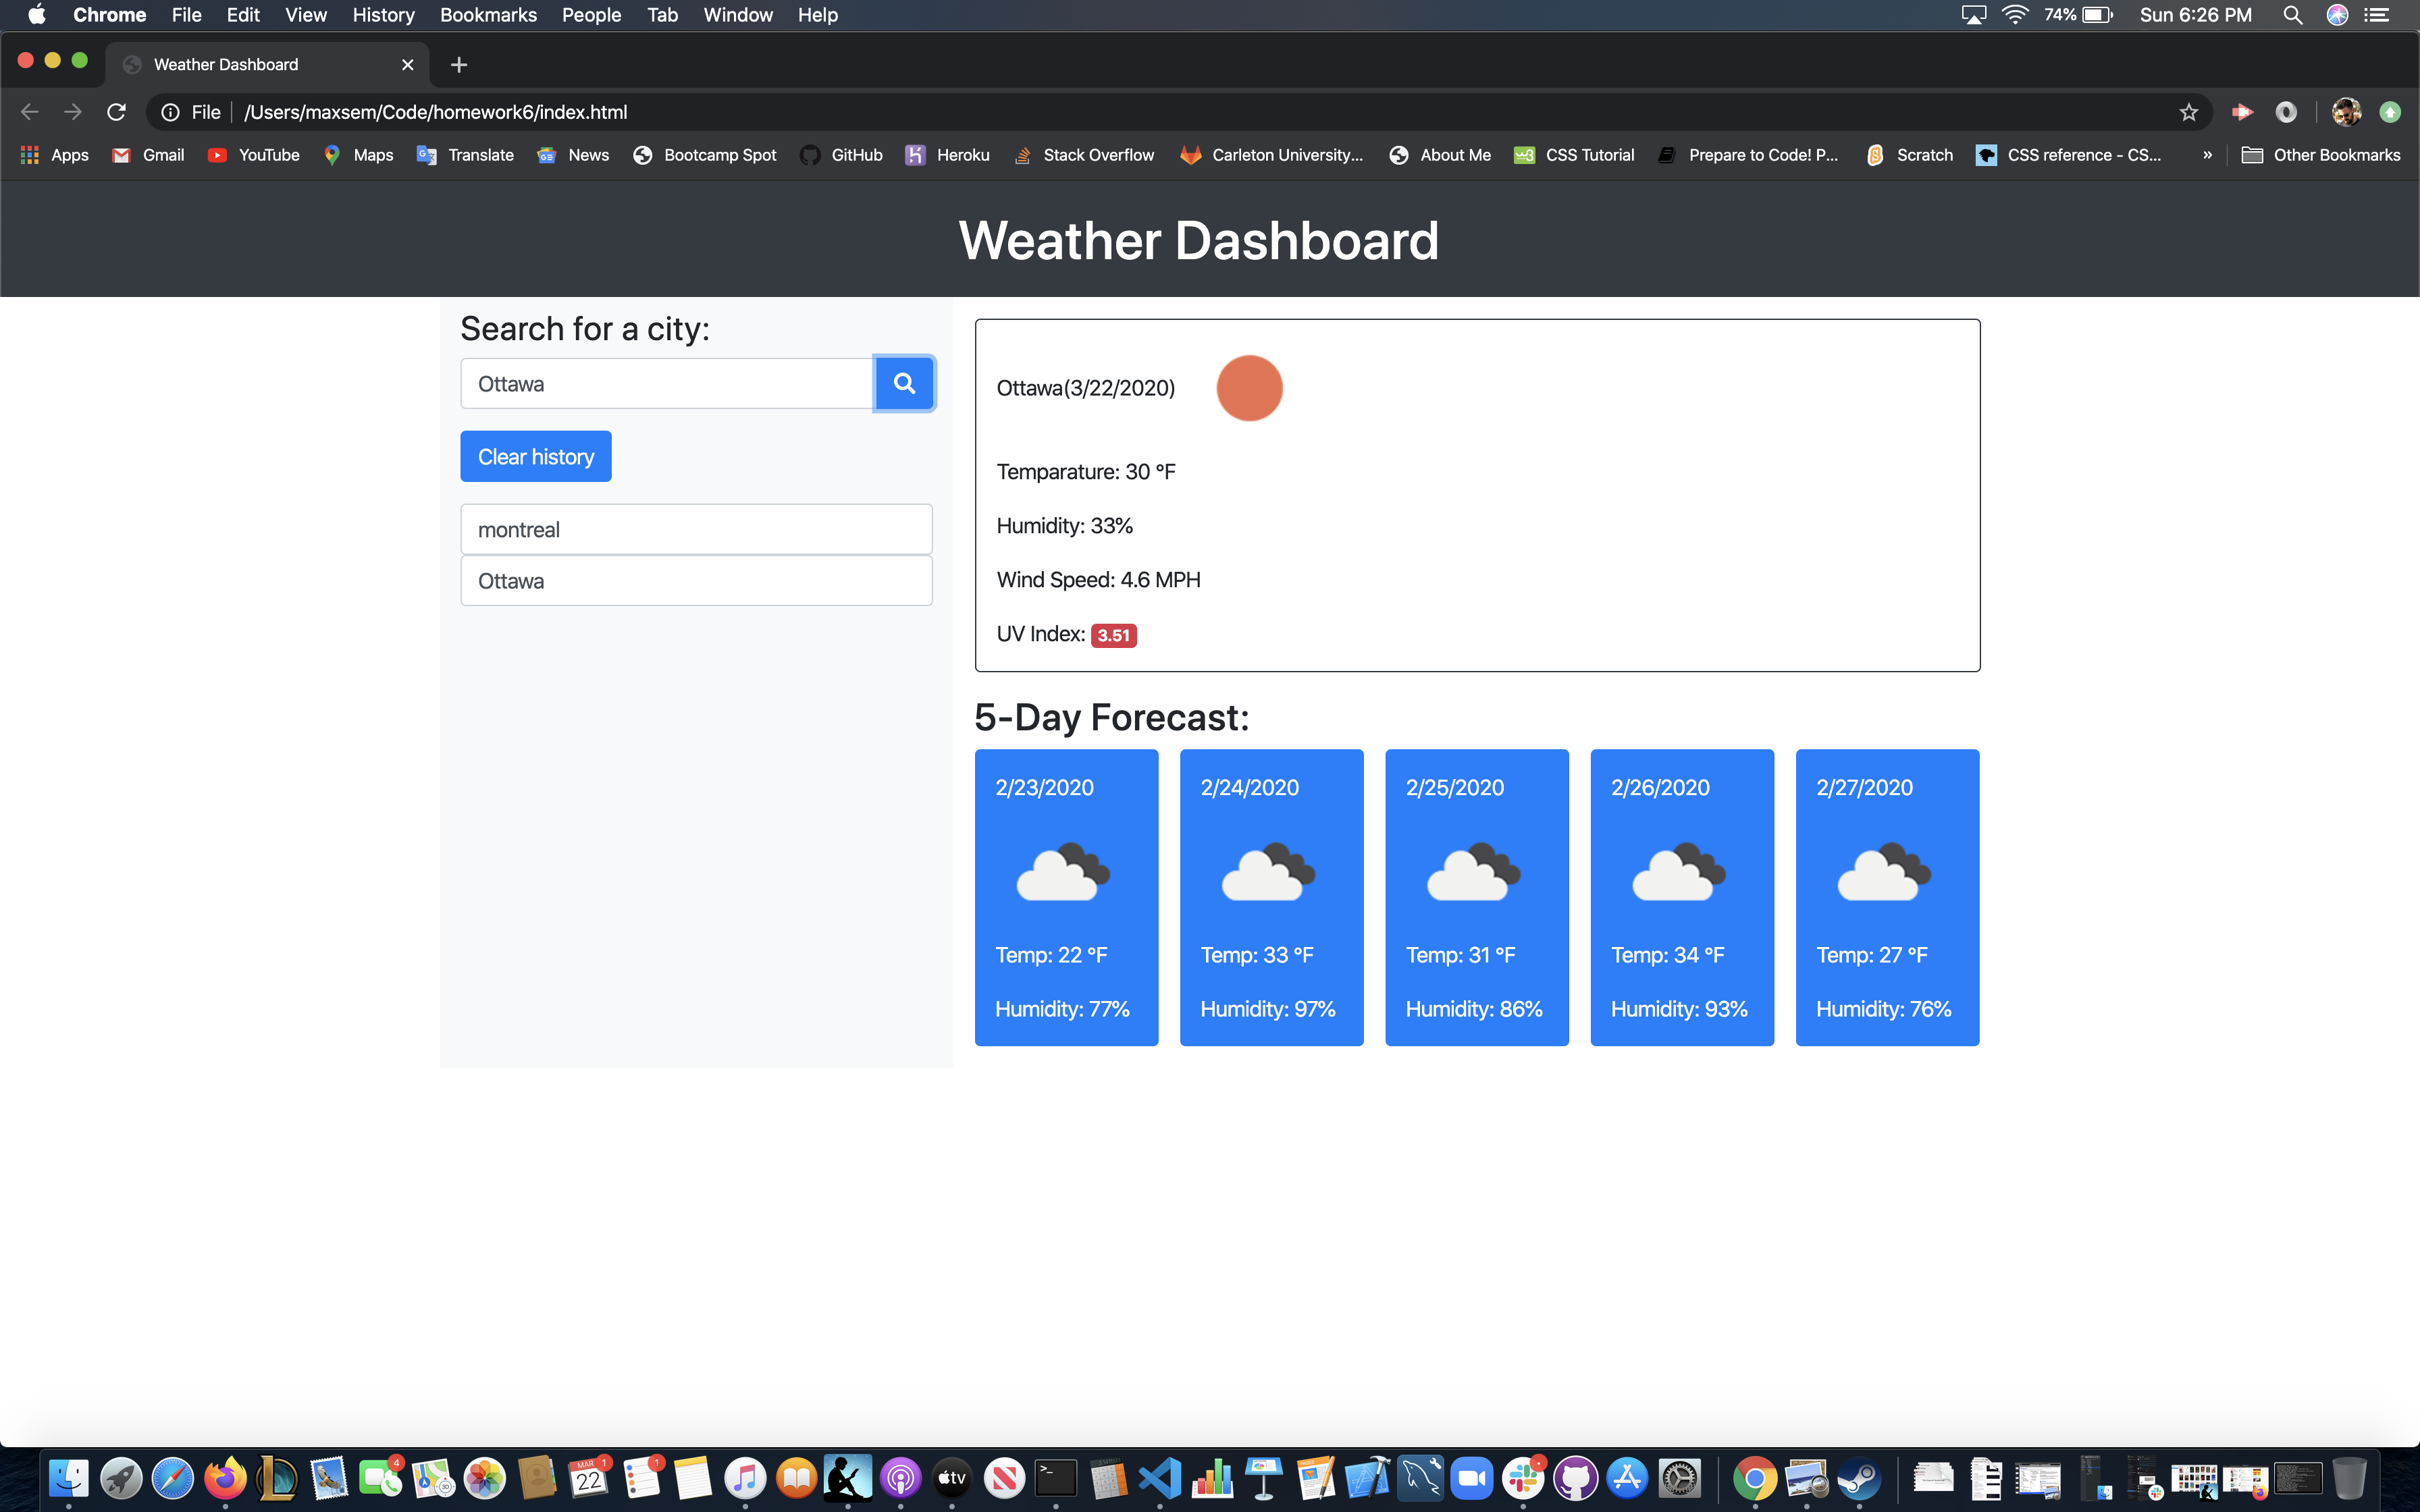 Chrome File Edit View History Bookmarks People Tab Window Help 74% Sun 6:26 PM
Weather Dashboard
File /Users/maxsem/Code/homework6/index.html
Apps Gmail YouTube Maps Translate News Bootcamp Spot GitHub Heroku Stack Overflow Carleton University... About Me CSS Tutorial Prepare to Code! P... Scratch CSS reference - CS... » Other Bookmarks
Weather Dashboard
Search for a city:
Ottawa
Clear history
montreal
Ottawa
Ottawa(3/22/2020)
Temparature: 30 °F
Humidity: 33%
Wind Speed: 4.6 MPH
UV Index: 3.51
5-Day Forecast:
2/23/2020 2/24/2020 2/25/2020 2/26/2020 2/27/2020
Temp: 22 °F Temp: 33 °F Temp: 31 °F Temp: 34 °F Temp: 27 °F
Humidity: 77% Humidity: 97% Humidity: 86% Humidity: 93% Humidity: 76%
4 MAR 22 1 1 tv